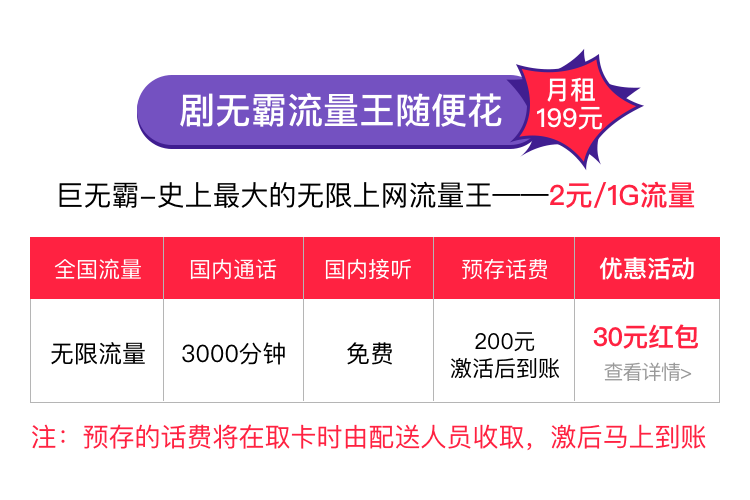 剧无霸流量王随便花
月租
199元
巨无霸–史上最大的无限上网流量王——2元/1G流量
全国流量 国内通话 国内接听 预存话费 优惠活动
无限流量 3000分钟 免费 200元 激活后到账 30元红包 查看详情>
注：预存的话费将在取卡时由配送人员收取，激后马上到账